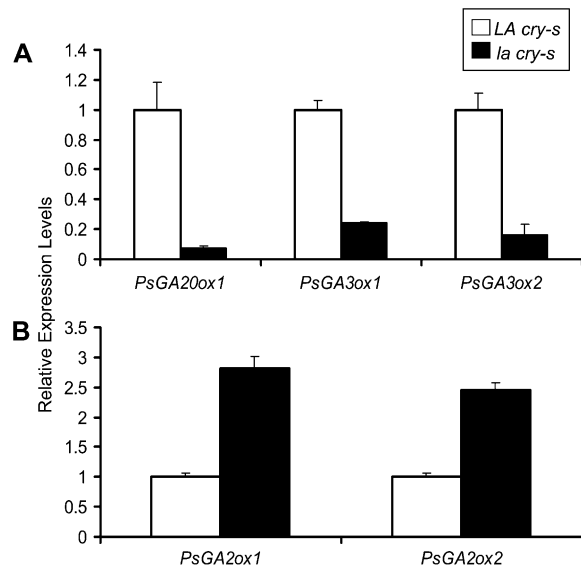 LA cry-s
la cry-s
A
1.4
1.2
1
0.8
0.6
0.4
0.2
0
PsGA20ox1
PsGA3ox1
PsGA3ox2
Relative Expression Levels
B
3.5
3
2.5
2
1.5
1
0.5
0
PsGA2ox1
PsGA2ox2